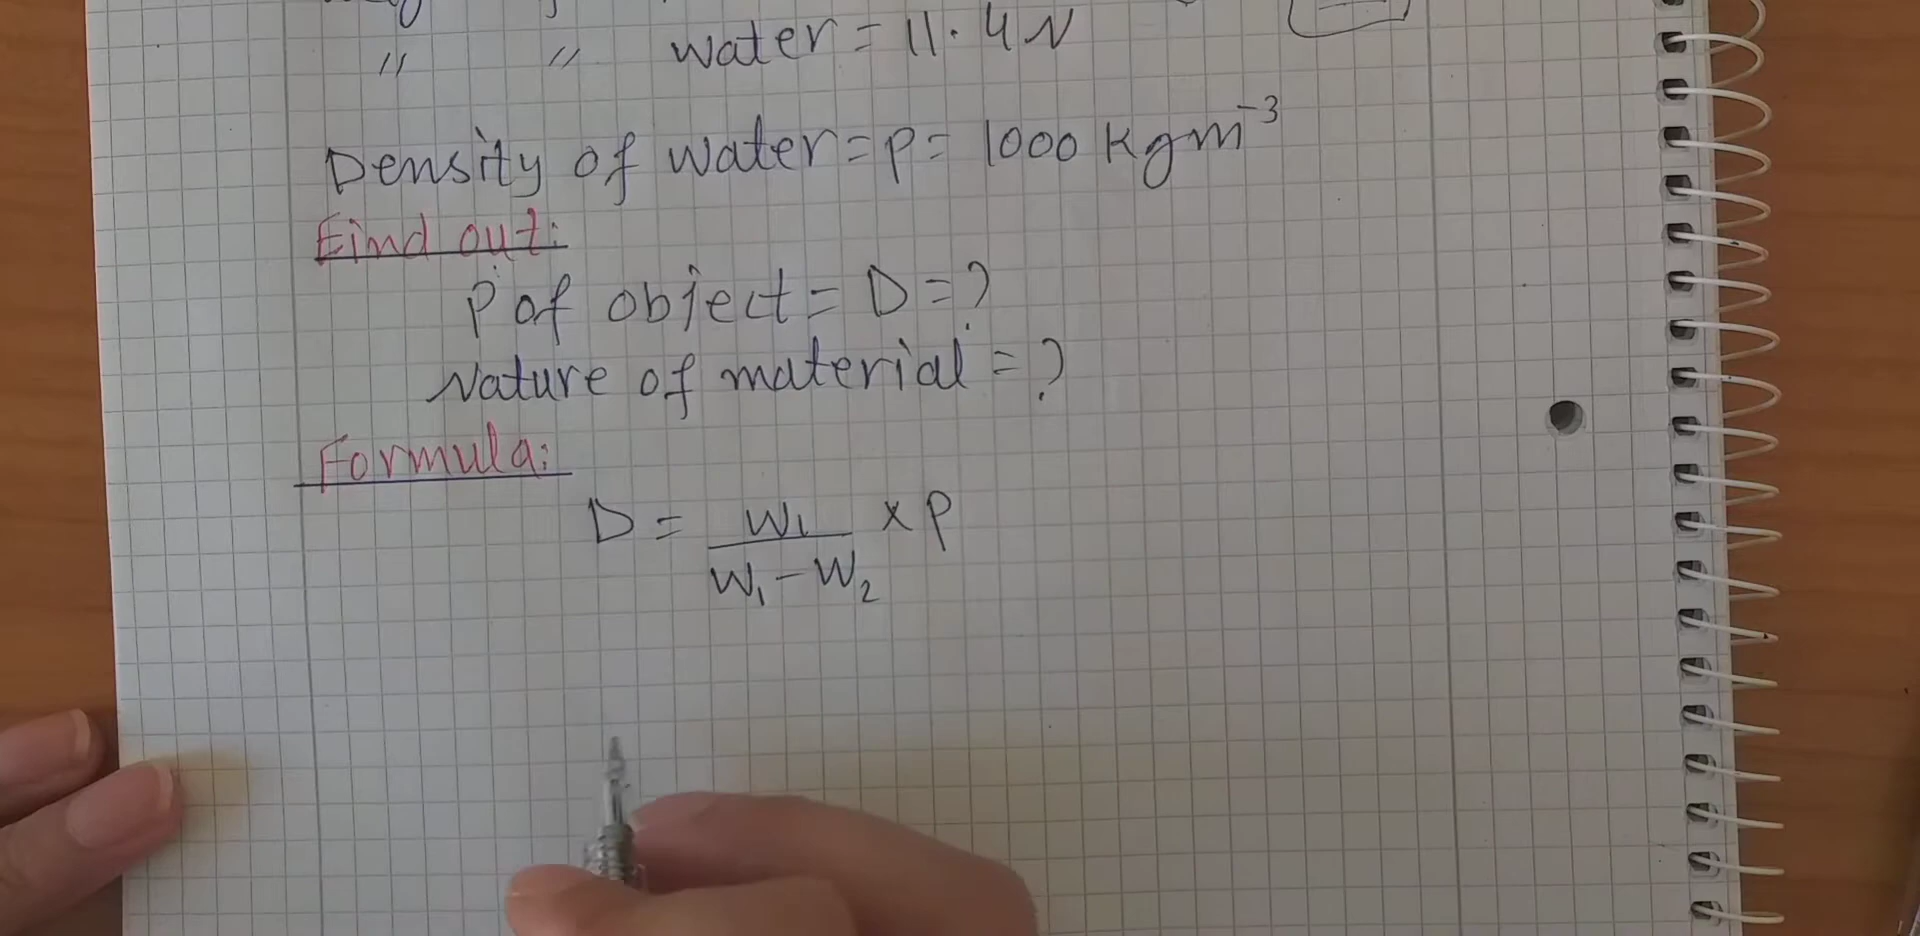 " " water = 11.4 N
Density of water = ρ = 1000 kgm⁻³
Find out:
ρ of object = D = ?
Nature of material = ?
Formula:
D = W₁ / W₁ - W₂ × ρ